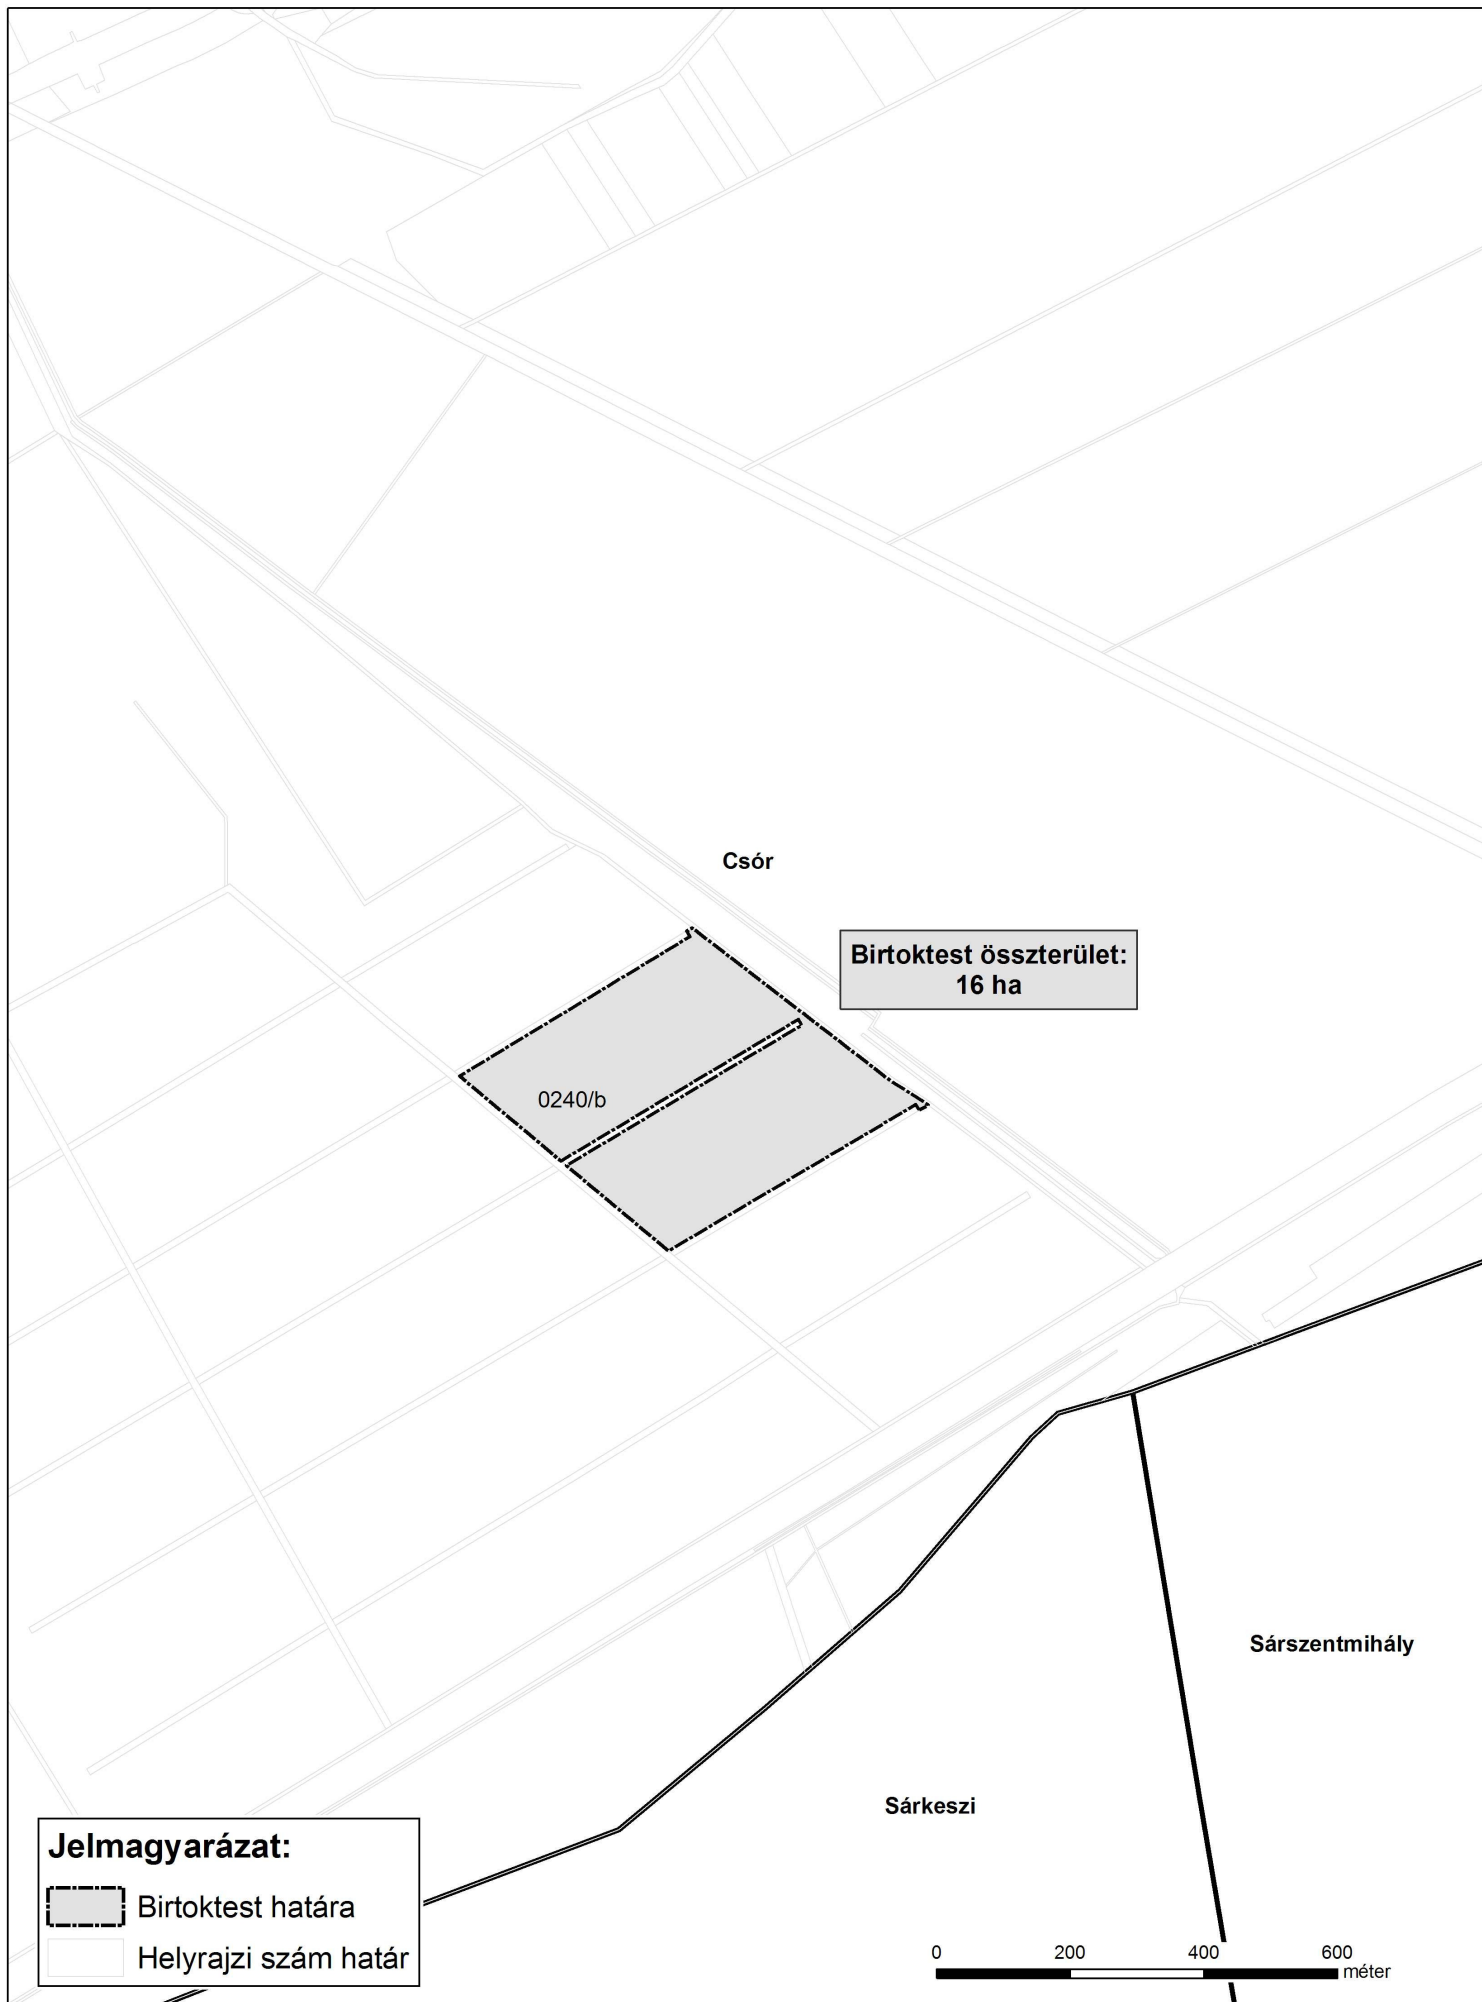 Csór
Birtoktest összterület:
16 ha
0240/b
Sárszentmihály
Sárkeszi
Jelmagyarázat:
Birtoktest határa
Helyrajzi szám határ
0 200 400 600
méter